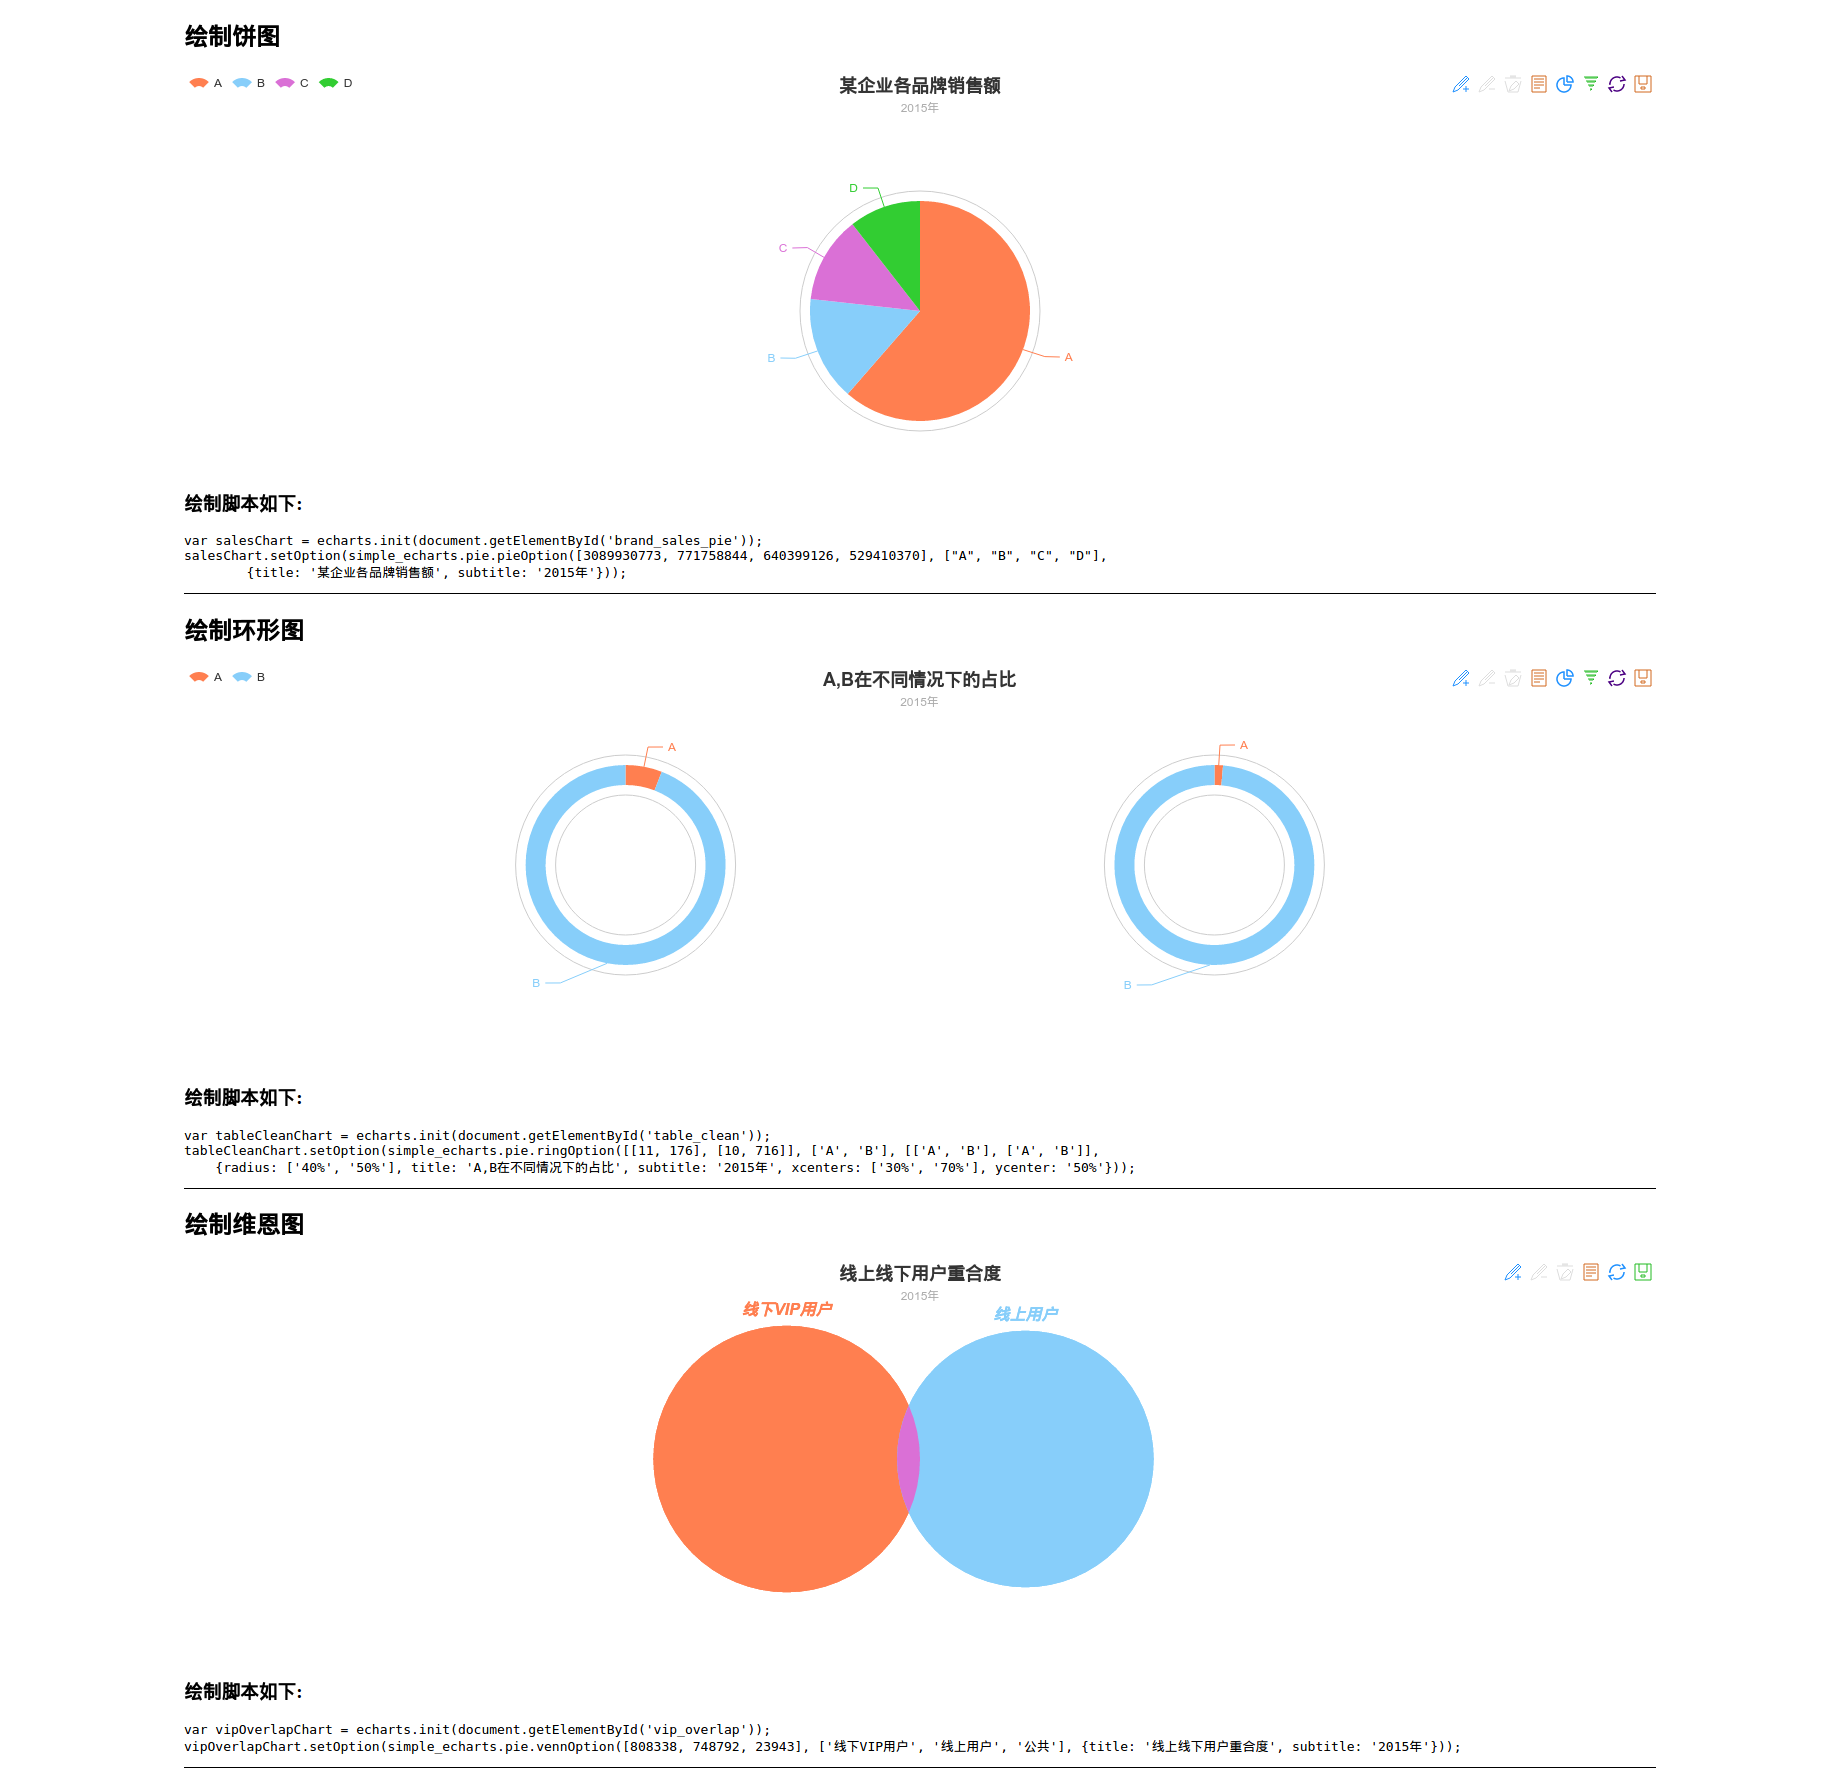 绘制饼图
A B C D
某企业各品牌销售额
2015年
D
C
B
A
绘制脚本如下:
var salesChart = echarts.init(document.getElementById('brand_sales_pie'));
salesChart.setOption(simple_echarts.pie.pieOption([3089930773, 771758844, 640399126, 529410370], ["A", "B", "C", "D"],
{title: '某企业各品牌销售额', subtitle: '2015年'}));
绘制环形图
A B
A,B在不同情况下的占比
2015年
A
A
B
B
绘制脚本如下:
var tableCleanChart = echarts.init(document.getElementById('table_clean'));
tableCleanChart.setOption(simple_echarts.pie.ringOption([[11, 176], [10, 716]], ['A', 'B'], [['A', 'B'], ['A', 'B']],
{radius: ['40%', '50%'], title: 'A,B在不同情况下的占比', subtitle: '2015年', xcenters: ['30%', '70%'], ycenter: '50%'}));
绘制维恩图
线上线下用户重合度
2015年
线下VIP用户
线上用户
绘制脚本如下:
var vipOverlapChart = echarts.init(document.getElementById('vip_overlap'));
vipOverlapChart.setOption(simple_echarts.pie.vennOption([808338, 748792, 23943], ['线下VIP用户', '线上用户', '公共'], {title: '线上线下用户重合度', subtitle: '2015年'}));